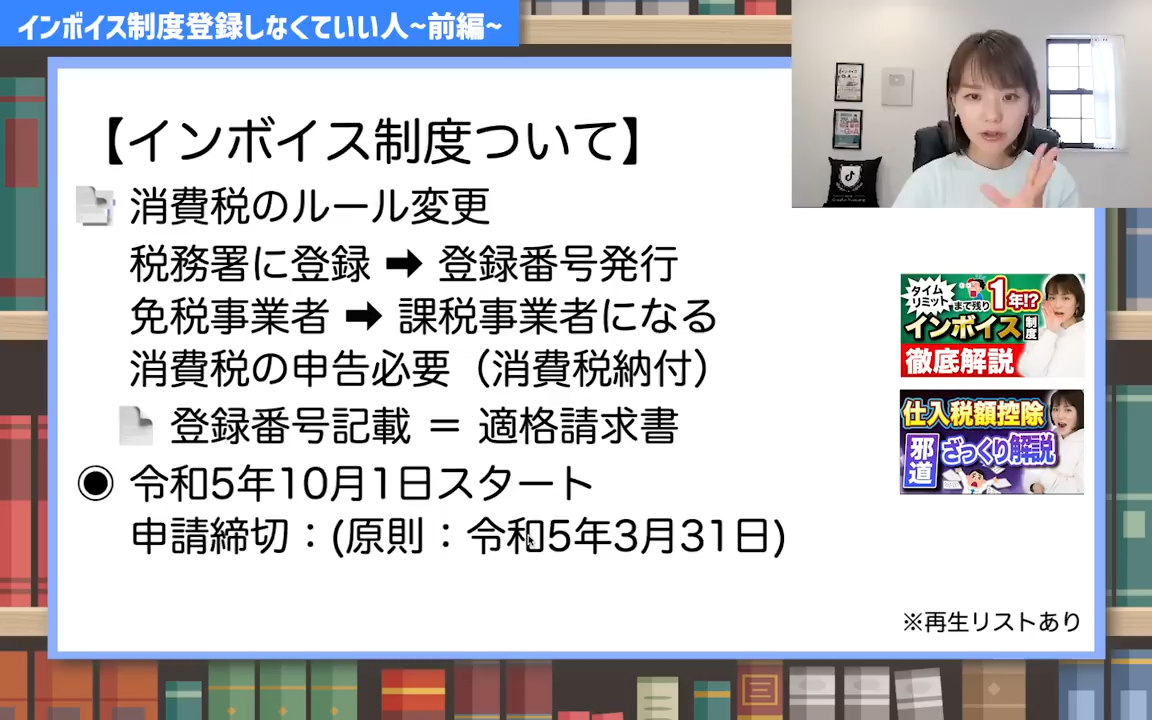 インボイス制度登録しなくていい人~前編~
【インボイス制度ついて】
消費税のルール変更
税務署に登録 ➡ 登録番号発行
免税事業者 ➡ 課税事業者になる
消費税の申告必要（消費税納付）
登録番号記載 ＝ 適格請求書
◉ 令和5年10月1日スタート
申請締切：(原則：令和5年3月31日)
タイムリミット
まで残り1年!?
インボイス制度
徹底解説
仕入税額控除
邪道
ざっくり解説
※再生リストあり